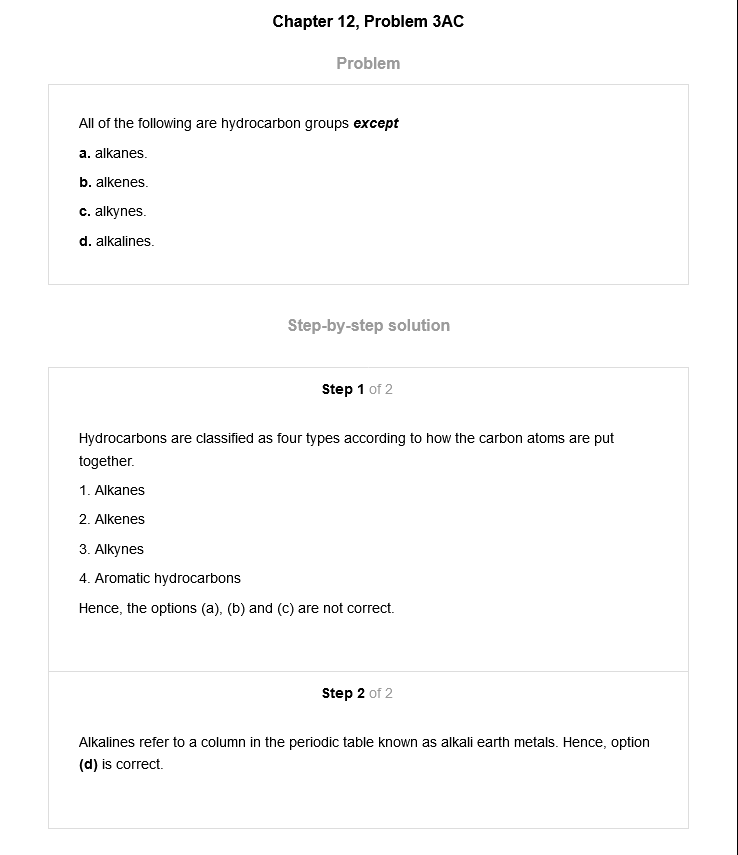 Chapter 12, Problem 3AC
Problem
All of the following are hydrocarbon groups except
a. alkanes.
b. alkenes.
c. alkynes.
d. alkalines.
Step-by-step solution
Step 1 of 2
Hydrocarbons are classified as four types according to how the carbon atoms are put
together.
1. Alkanes
2. Alkenes
3. Alkynes
4. Aromatic hydrocarbons
Hence, the options (a), (b) and (c) are not correct.
Step 2 of 2
Alkalines refer to a column in the periodic table known as alkali earth metals. Hence, option
(d) is correct.